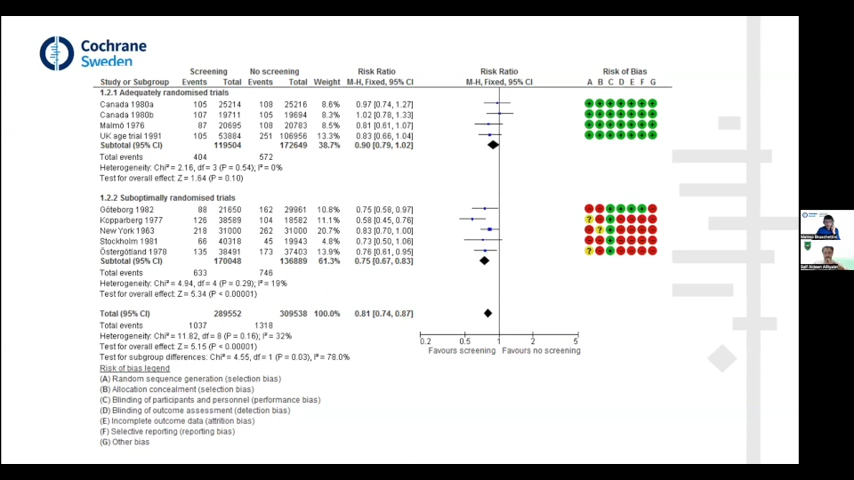 Cochrane
Sweden
Screening No screening Risk Ratio Risk Ratio Risk of Bias
Study or Subgroup Events Total Events Total Weight M-H, Fixed, 95% CI M-H, Fixed, 95% CI A B C D E F G
1.2.1 Adequately randomised trials
Canada 1980a 105 25214 108 25216 8.6% 0.97 [0.74, 1.27]
Canada 1980b 107 19711 105 19694 8.3% 1.02 [0.78, 1.33]
Malmö 1976 87 20695 108 20783 8.5% 0.81 [0.61, 1.07]
UK age trial 1991 105 53884 251 106956 13.3% 0.83 [0.66, 1.04]
Subtotal (95% CI) 119504 172649 38.7% 0.90 [0.79, 1.02]
Total events 404 572
Heterogeneity: Chi² = 2.16, df = 3 (P = 0.54); I² = 0%
Test for overall effect: Z = 1.64 (P = 0.10)
1.2.2 Suboptimally randomised trials
Göteborg 1982 88 21650 162 29961 10.8% 0.75 [0.58, 0.97]
Kopparberg 1977 126 38589 104 18582 11.1% 0.58 [0.45, 0.76]
New York 1963 218 31000 262 31000 20.7% 0.83 [0.70, 1.00]
Stockholm 1981 66 40318 45 19943 4.8% 0.73 [0.50, 1.06]
Östergötland 1978 135 38491 173 37403 13.9% 0.76 [0.61, 0.95]
Subtotal (95% CI) 170048 136889 61.3% 0.75 [0.67, 0.83]
Total events 633 746
Heterogeneity: Chi² = 4.94, df = 4 (P = 0.29); I² = 19%
Test for overall effect: Z = 5.34 (P < 0.00001)
Total (95% CI) 289552 309538 100.0% 0.81 [0.74, 0.87]
Total events 1037 1318
Heterogeneity: Chi² = 11.82, df = 8 (P = 0.16); I² = 32%
Test for overall effect: Z = 5.15 (P < 0.00001)
Test for subgroup differences: Chi² = 4.55, df = 1 (P = 0.03), I² = 78.0%
0.2 0.5 1 2 5
Favours screening Favours no screening
Risk of bias legend
(A) Random sequence generation (selection bias)
(B) Allocation concealment (selection bias)
(C) Blinding of participants and personnel (performance bias)
(D) Blinding of outcome assessment (detection bias)
(E) Incomplete outcome data (attrition bias)
(F) Selective reporting (reporting bias)
(G) Other bias